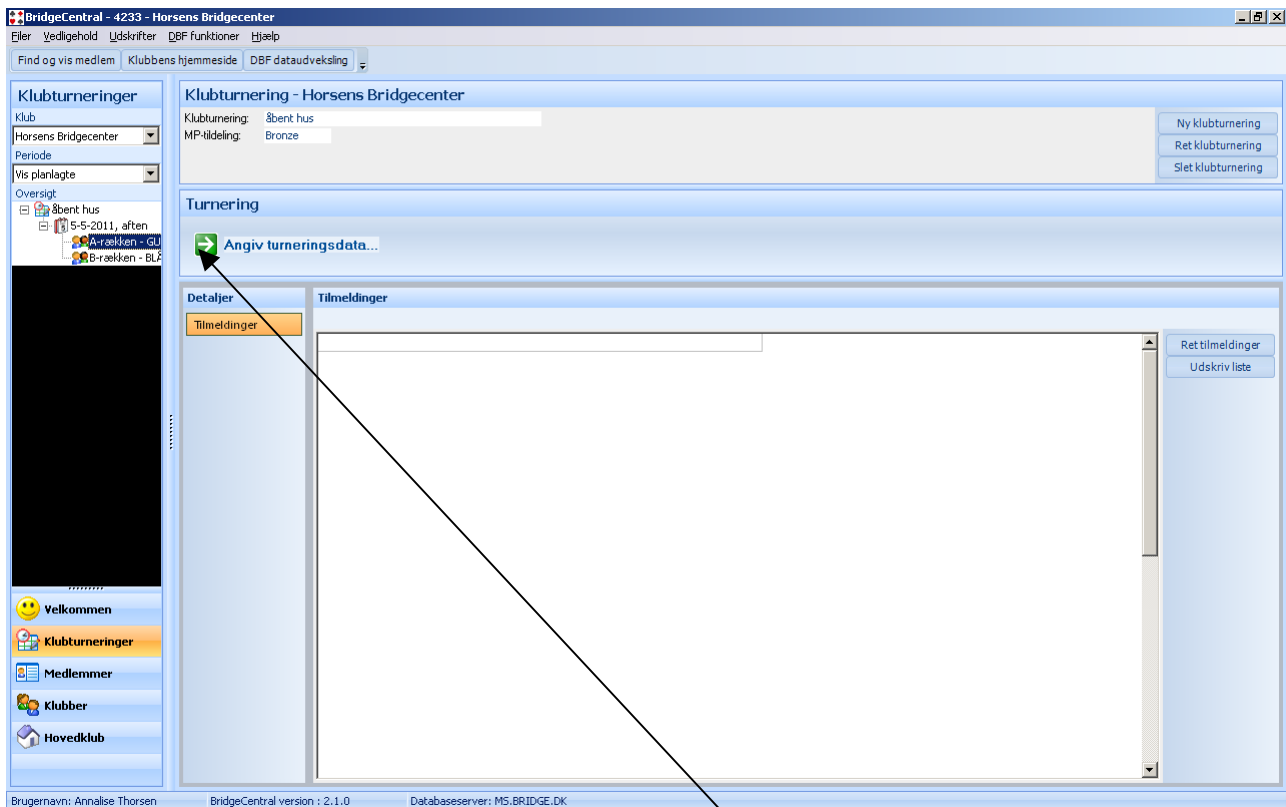 BridgeCentral - 4233 - Horsens Bridgecenter
Filer Vedligehold Udskrifter DBF funktioner Hjælp
Find og vis medlem Klubbens hjemmeside DBF dataudveksling
Klubturneringer
Klub
Horsens Bridgecenter
Periode
Vis planlagte
Oversigt
åbent hus
5-5-2011, aften
A-rækken - GU
B-rækken - BLÅ
Velkommen
Klubturneringer
Medlemmer
Klubber
Hovedklub
Klubturnering - Horsens Bridgecenter
Klubturnering: åbent hus
MP-tildeling: Bronze
Ny klubturnering
Ret klubturnering
Slet klubturnering
Turnering
Angiv turneringsdata...
Detaljer
Tilmeldinger
Tilmeldinger
Ret tilmeldinger
Udskriv liste
Brugernavn: Annalise Thorsen BridgeCentral version : 2.1.0 Databaseserver: MS.BRIDGE.DK